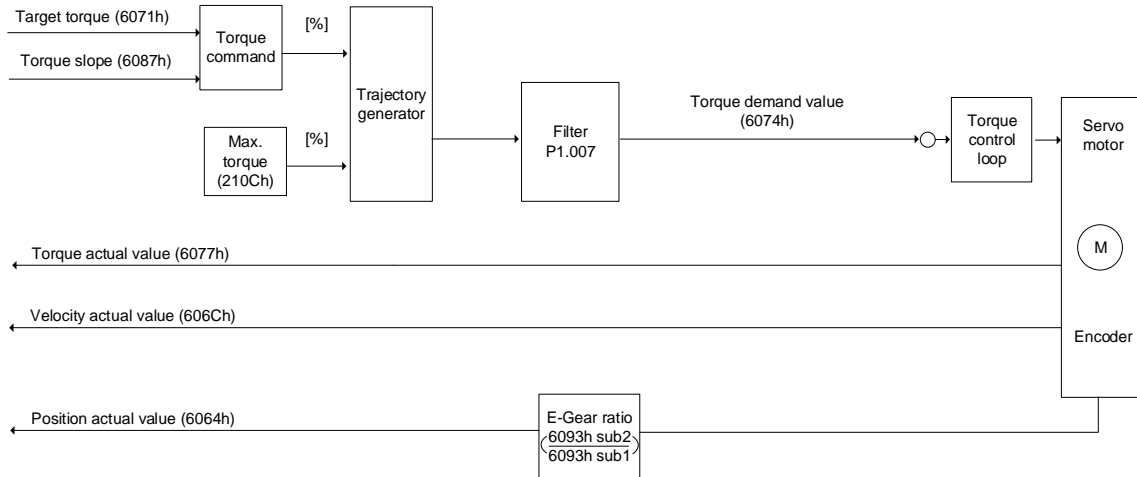 Target torque (6071h)
Torque slope (6087h)
Torque
command
[%]
Max.
torque
(210Ch)
[%]
Trajectory
generator
Filter
P1.007
Torque demand value
(6074h)
Torque
control
loop
Servo
motor
M
Encoder
Torque actual value (6077h)
Velocity actual value (606Ch)
Position actual value (6064h)
E-Gear ratio
(6093h sub2
6093h sub1)